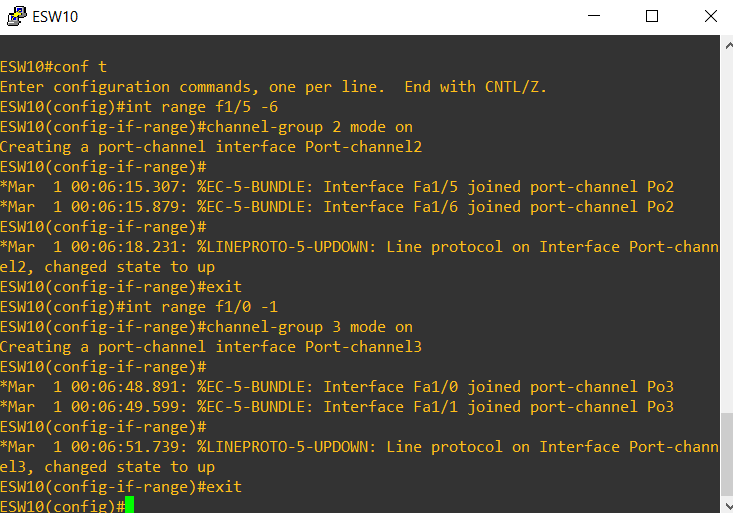 ESW10
ESW10#conf t
Enter configuration commands, one per line.  End with CNTL/Z.
ESW10(config)#int range f1/5 -6
ESW10(config-if-range)#channel-group 2 mode on
Creating a port-channel interface Port-channel2
ESW10(config-if-range)#
*Mar  1 00:06:15.307: %EC-5-BUNDLE: Interface Fa1/5 joined port-channel Po2
*Mar  1 00:06:15.879: %EC-5-BUNDLE: Interface Fa1/6 joined port-channel Po2
ESW10(config-if-range)#
*Mar  1 00:06:18.231: %LINEPROTO-5-UPDOWN: Line protocol on Interface Port-chann
el2, changed state to up
ESW10(config-if-range)#exit
ESW10(config)#int range f1/0 -1
ESW10(config-if-range)#channel-group 3 mode on
Creating a port-channel interface Port-channel3
ESW10(config-if-range)#
*Mar  1 00:06:48.891: %EC-5-BUNDLE: Interface Fa1/0 joined port-channel Po3
*Mar  1 00:06:49.599: %EC-5-BUNDLE: Interface Fa1/1 joined port-channel Po3
ESW10(config-if-range)#
*Mar  1 00:06:51.739: %LINEPROTO-5-UPDOWN: Line protocol on Interface Port-chann
el3, changed state to up
ESW10(config-if-range)#exit
ESW10(config)#